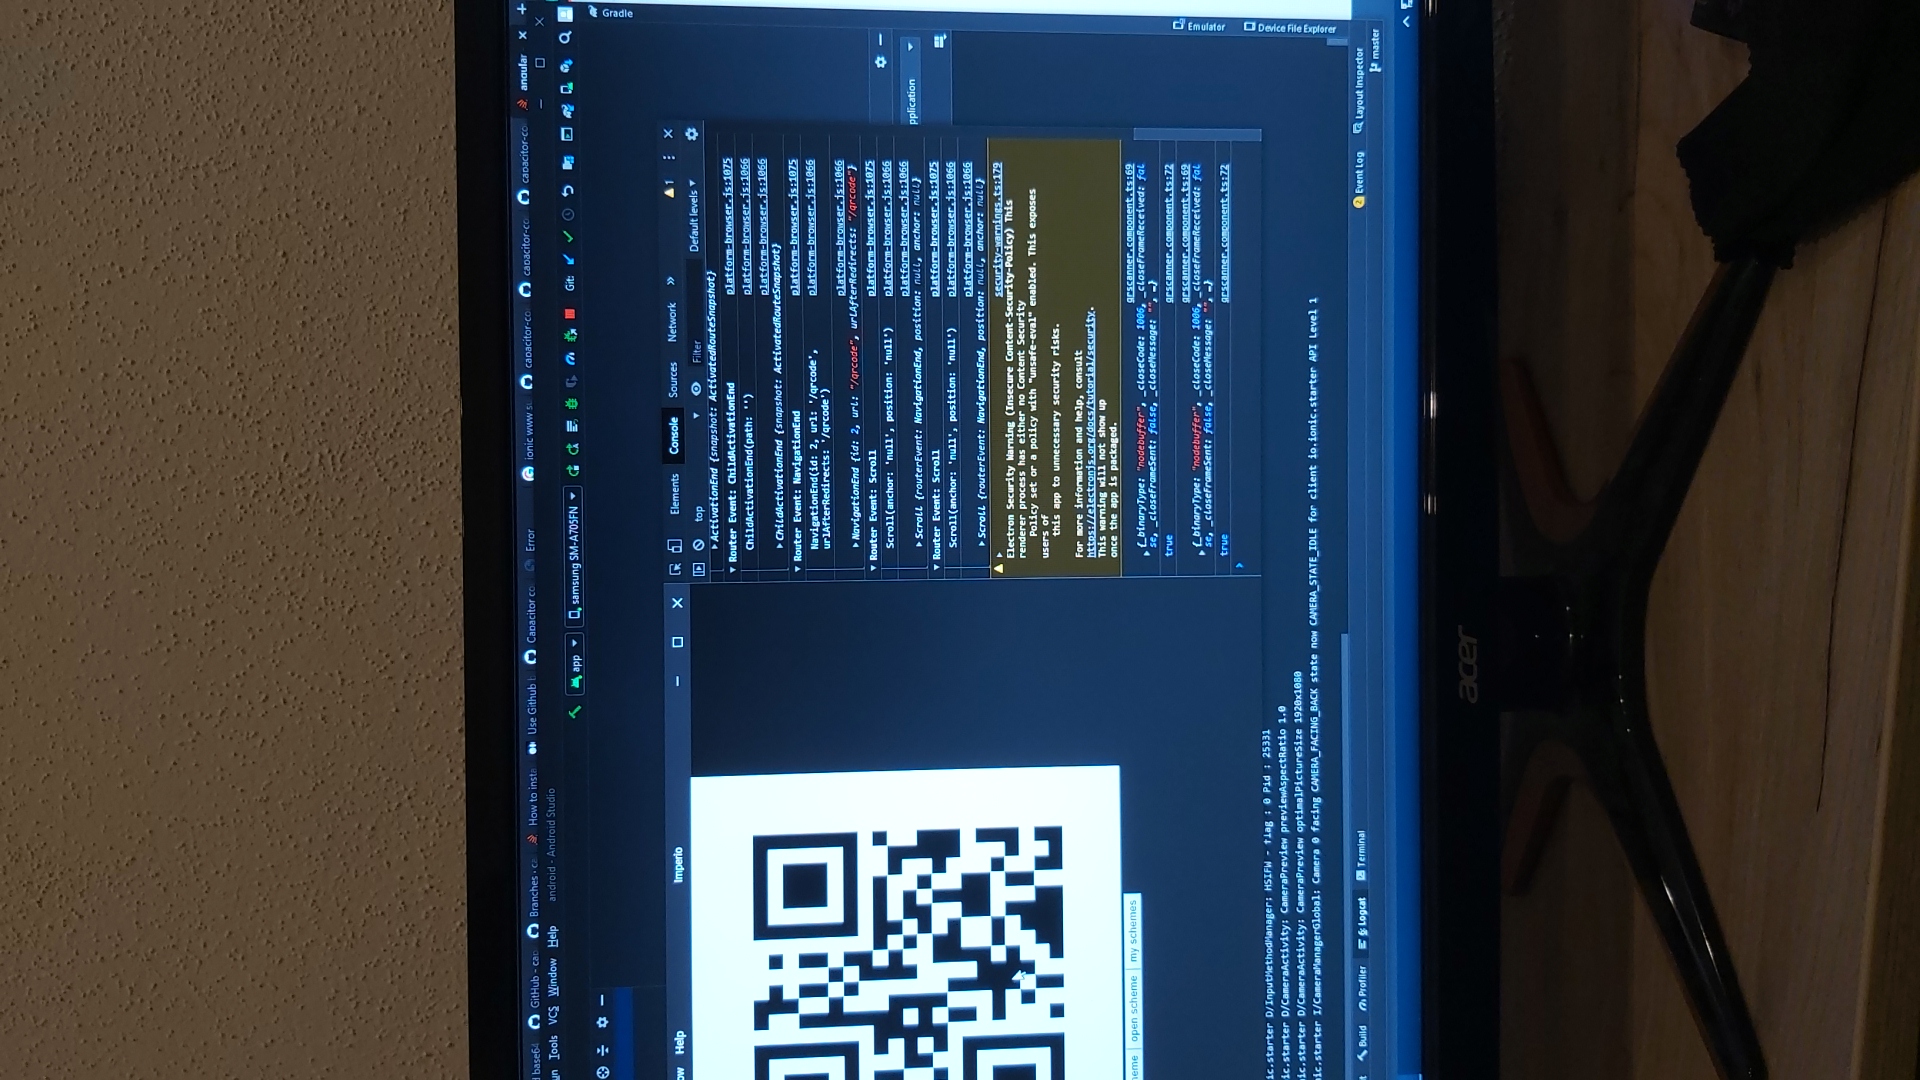 d base64
GitHub - cap
Branches · ca
How to insta
Use Github b
Capacitor co
Error
ionic www su
capacitor-co
capacitor-co
capacitor-co
angular
un Tools VCS Window Help android - Android Studio
app
samsung SM-A705FN
Git:
Gradle
ow Help
Imperio
Elements Console Sources Network »
1
top
Filter
Default levels
ActivationEnd {snapshot: ActivatedRouteSnapshot}
Router Event: ChildActivationEnd platform-browser.js:1075
ChildActivationEnd(path: '') platform-browser.js:1066
platform-browser.js:1066
ChildActivationEnd {snapshot: ActivatedRouteSnapshot}
Router Event: NavigationEnd platform-browser.js:1075
NavigationEnd(id: 2, url: '/qrcode', platform-browser.js:1066
urlAfterRedirects: '/qrcode')
platform-browser.js:1066
NavigationEnd {id: 2, url: "/qrcode", urlAfterRedirects: "/qrcode"}
Router Event: Scroll platform-browser.js:1075
Scroll(anchor: 'null', position: 'null') platform-browser.js:1066
platform-browser.js:1066
Scroll {routerEvent: NavigationEnd, position: null, anchor: null}
Router Event: Scroll platform-browser.js:1075
Scroll(anchor: 'null', position: 'null') platform-browser.js:1066
platform-browser.js:1066
Scroll {routerEvent: NavigationEnd, position: null, anchor: null}
security-warnings.ts:179
Electron Security Warning (Insecure Content-Security-Policy) This
renderer process has either no Content Security
Policy set or a policy with "unsafe-eval" enabled. This exposes
users of
this app to unnecessary security risks.
For more information and help, consult
https://electronjs.org/docs/tutorial/security.
This warning will not show up
once the app is packaged.
qrscanner.component.ts:69
{_binaryType: "nodebuffer", _closeCode: 1006, _closeFrameReceived: fal
se, _closeFrameSent: false, _closeMessage: "", …}
true qrscanner.component.ts:72
qrscanner.component.ts:69
{_binaryType: "nodebuffer", _closeCode: 1006, _closeFrameReceived: fal
se, _closeFrameSent: false, _closeMessage: "", …}
true qrscanner.component.ts:72
pplication
heme open scheme my schemes
Emulator
Device File Explorer
ic.starter D/InputMethodManager: HSIFW - flag : 0 Pid : 25331
ic.starter D/CameraActivity: CameraPreview previewAspectRatio 1.0
ic.starter D/CameraActivity: CameraPreview optimalPictureSize 1920x1080
ic.starter I/CameraManagerGlobal: Camera 0 facing CAMERA_FACING_BACK state now CAMERA_STATE_IDLE for client io.ionic.starter API Level 1
t Build Profiler 6: Logcat Terminal
2 Event Log Layout Inspector
master
acer